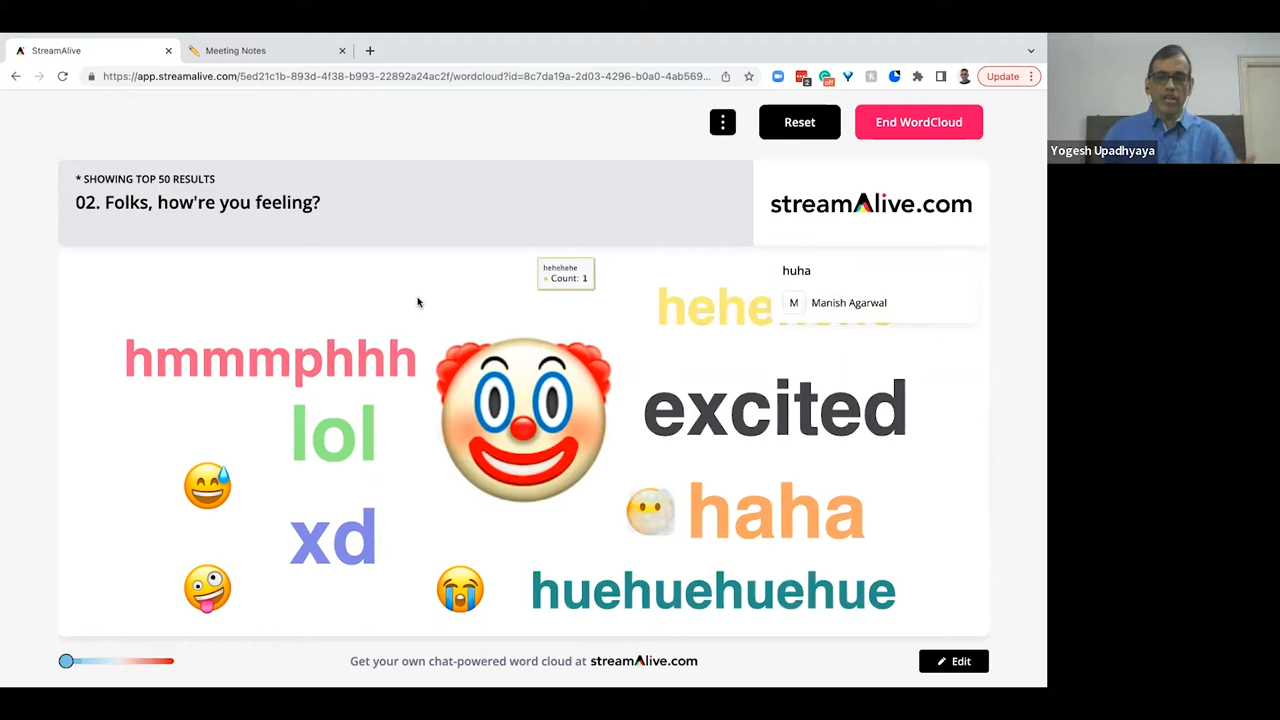 StreamAlive
Meeting Notes
https://app.streamalive.com/5ed21c1b-893d-4f38-b993-22892a24ac2f/wordcloud?id=8c7da19a-2d03-4296-b0a0-4ab569...
2
off
Update
Yogesh Upadhyaya
Reset
End WordCloud
* SHOWING TOP 50 RESULTS
02. Folks, how're you feeling?
streamAlive.com
hehehehe
Count: 1
huha
M Manish Agarwal
hmmmphhh
lol
excited
xd
haha
huehuehuehue
Get your own chat-powered word cloud at streamAlive.com
Edit